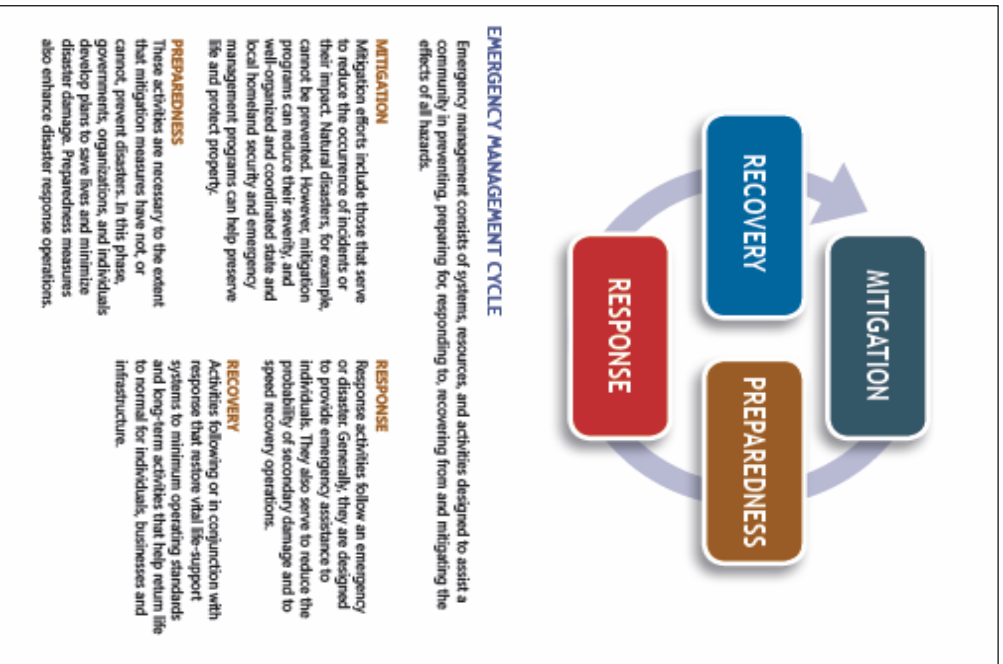 MITIGATION
RECOVERY
PREPAREDNESS
RESPONSE
EMERGENCY MANAGEMENT CYCLE
Emergency management consists of systems, resources, and activities designed to assist a
community in preventing, preparing for, responding to, recovering from and mitigating the
effects of all hazards.
MITIGATION
Mitigation efforts include those that serve
to reduce the occurrence of incidents or
their impact. Natural disasters, for example,
cannot be prevented. However, mitigation
programs can reduce their severity, and
well-organized and coordinated state and
local homeland security and emergency
management programs can help preserve
life and protect property.
PREPAREDNESS
These activities are necessary to the extent
that mitigation measures have not, or
cannot, prevent disasters. In this phase,
governments, organizations, and individuals
develop plans to save lives and minimize
disaster damage. Preparedness measures
also enhance disaster response operations.
RESPONSE
Response activities follow an emergency
or disaster. Generally, they are designed
to provide emergency assistance to
individuals. They also serve to reduce the
probability of secondary damage and to
speed recovery operations.
RECOVERY
Activities following or in conjunction with
response that restore vital life-support
systems to minimum operating standards
and long-term activities that help return life
to normal for individuals, businesses and
infrastructure.